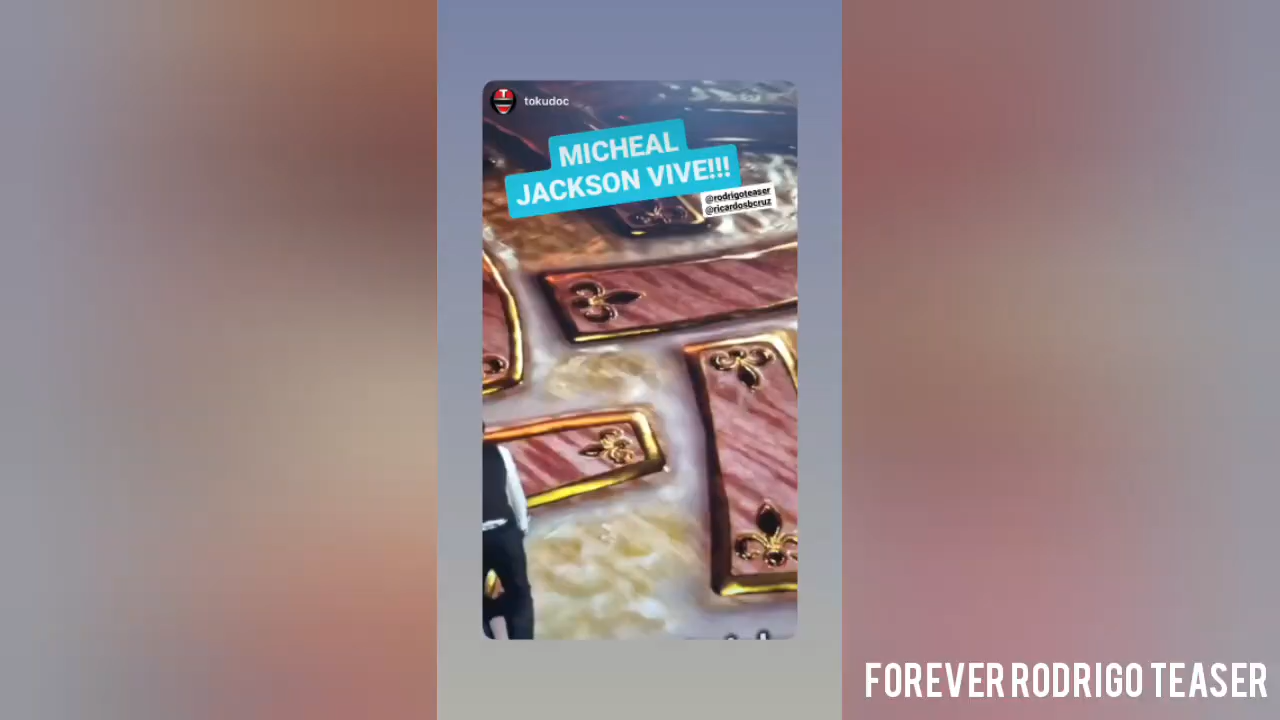 tokudoc
MICHEAL
JACKSON VIVE!!!
@rodrigoteaser
@ricardosbcruz
FOREVER RODRIGO TEASER